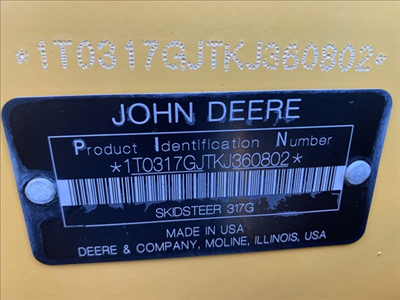 *1T0317GJTKJ360802*
JOHN DEERE
Product Identification Number
*1T0317GJTKJ360802*
SKIDSTEER 317G
MADE IN USA
DEERE & COMPANY, MOLINE, ILLINOIS, USA